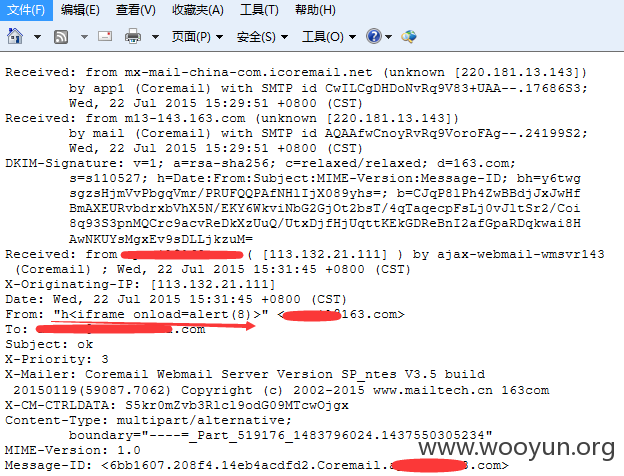 文件(F) 编辑(E) 查看(V) 收藏夹(A) 工具(T) 帮助(H)
页面(P) 安全(S) 工具(O)
Received: from mx-mail-china-com.icoremail.net (unknown [220.181.13.143])
by app1 (Coremail) with SMTP id CwILCgDHDoNvRq9V83+UAA--.17686S3;
Wed, 22 Jul 2015 15:29:51 +0800 (CST)
Received: from m13-143.163.com (unknown [220.181.13.143])
by mail (Coremail) with SMTP id AQAAfwCnoyRvRq9VoroFAg--.24199S2;
Wed, 22 Jul 2015 15:29:51 +0800 (CST)
DKIM-Signature: v=1; a=rsa-sha256; c=relaxed/relaxed; d=163.com;
s=s110527; h=Date:From:Subject:MIME-Version:Message-ID; bh=y6twg
sgzsHjmVvPbgqVmr/PRUFQQPAfNHlIjX089yhs=; b=CJqP8lPh4ZwBBdjJxJwHf
BmAXEURvbdrxbVhX5N/EKY6WkviNbG2GjOt2bsT/4qTaqecpFsLj0vJltSr2/Coi
8q93S3pnMQCrc9acvReDkXzUuQ/UtxDjfHjUqttKEkGDReBnI2afGpaRDqkwai8H
AwNKUYsMgxEv9sDLLjkzuM=
Received: from ( [113.132.21.111] ) by ajax-webmail-wmsvr143
(Coremail) ; Wed, 22 Jul 2015 15:31:45 +0800 (CST)
X-Originating-IP: [113.132.21.111]
Date: Wed, 22 Jul 2015 15:31:45 +0800 (CST)
From: "h<iframe onload=alert(8)>" < 163.com>
To: .com
Subject: ok
X-Priority: 3
X-Mailer: Coremail Webmail Server Version SP_ntes V3.5 build
20150119(59087.7062) Copyright (c) 2002-2015 www.mailtech.cn 163com
X-CM-CTRLDATA: S5kr0mZvb3Rlcl9odG09MTcwOjgx
Content-Type: multipart/alternative;
boundary="----=_Part_519176_1483796024.1437550305234"
MIME-Version: 1.0
Message-ID: <6bb1607.208f4.14eb4acdfd2.Coremail. .com>
www.wooyun.org